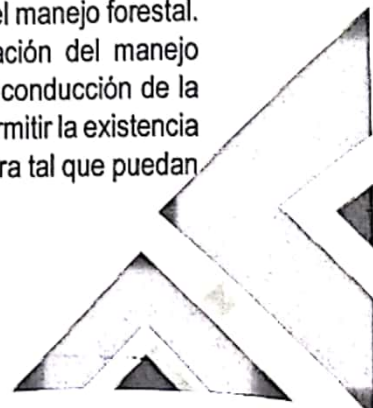 el manejo forestal.
ación del manejo
conducción de la
rmitir la existencia
ra tal que puedan